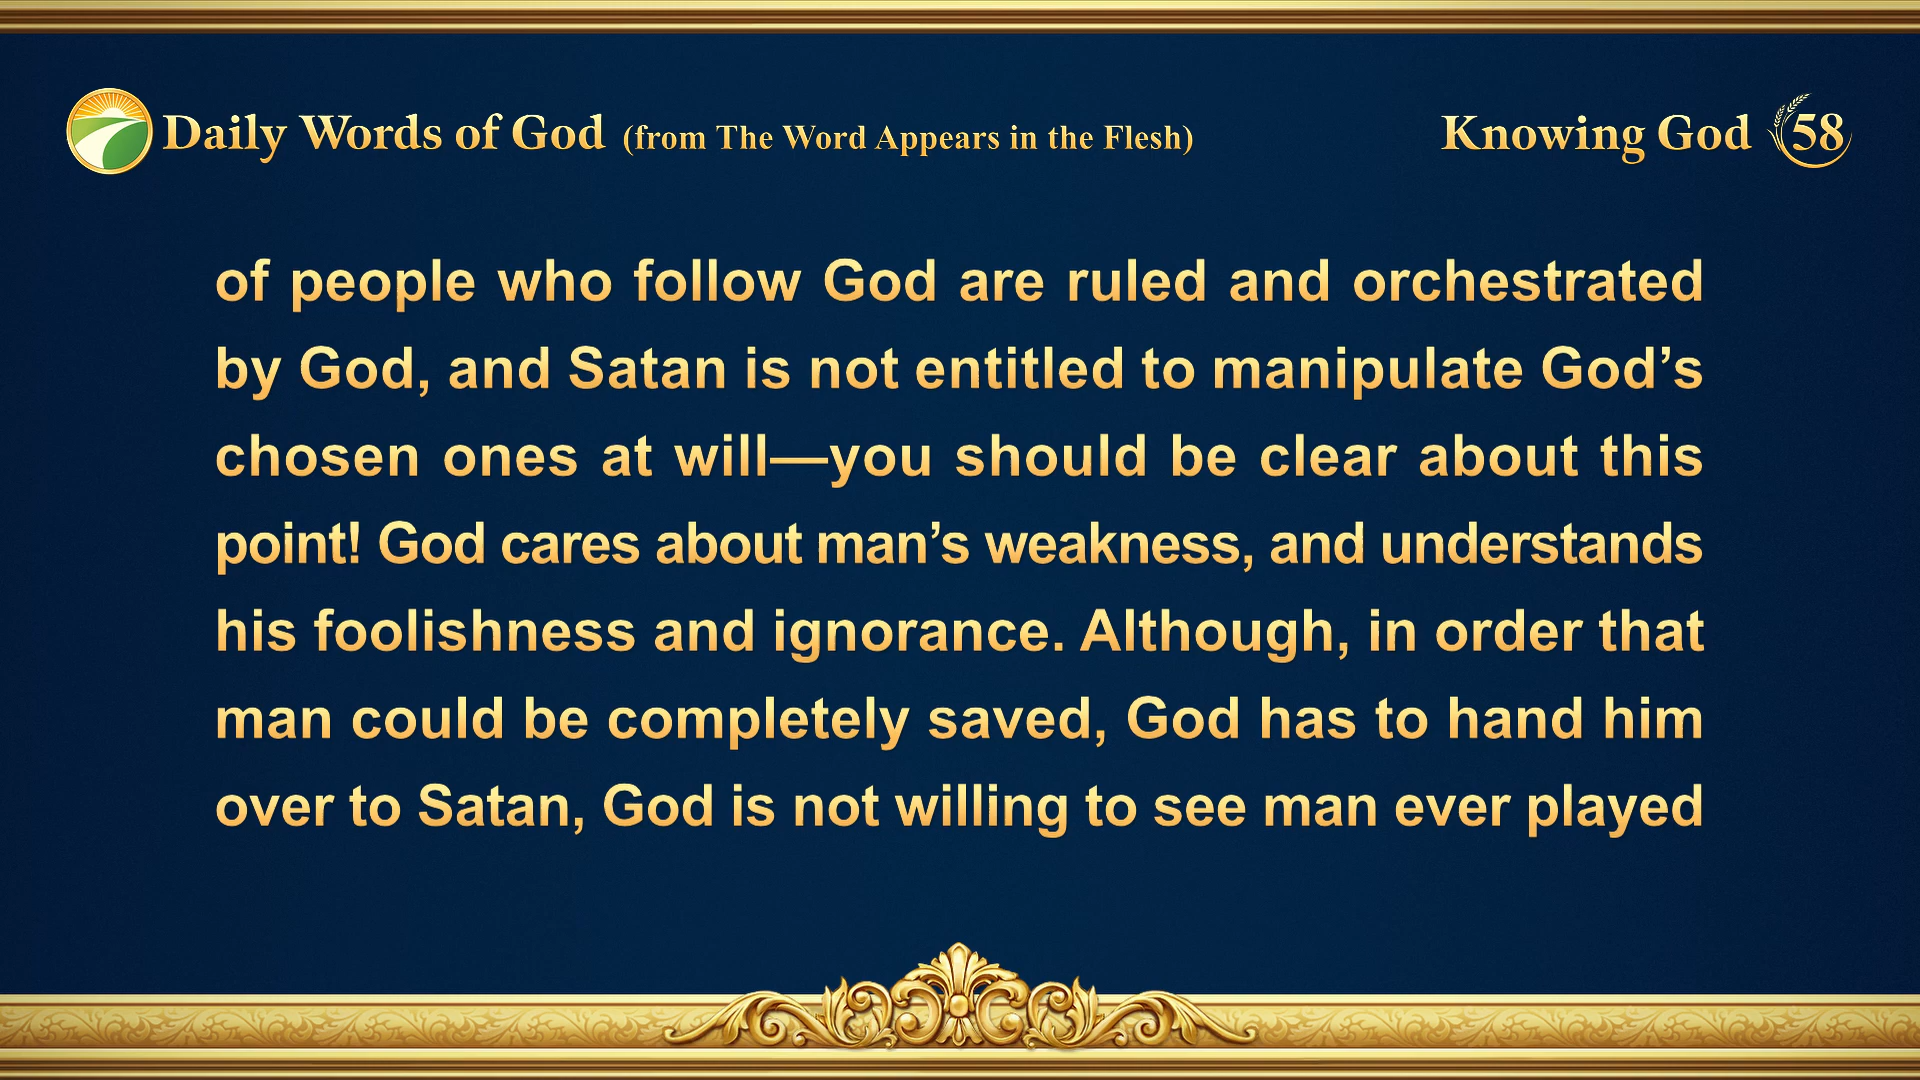 Daily Words of God (from The Word Appears in the Flesh)
Knowing God 58
of people who follow God are ruled and orchestrated
by God, and Satan is not entitled to manipulate God’s
chosen ones at will—you should be clear about this
point! God cares about man’s weakness, and understands
his foolishness and ignorance. Although, in order that
man could be completely saved, God has to hand him
over to Satan, God is not willing to see man ever played